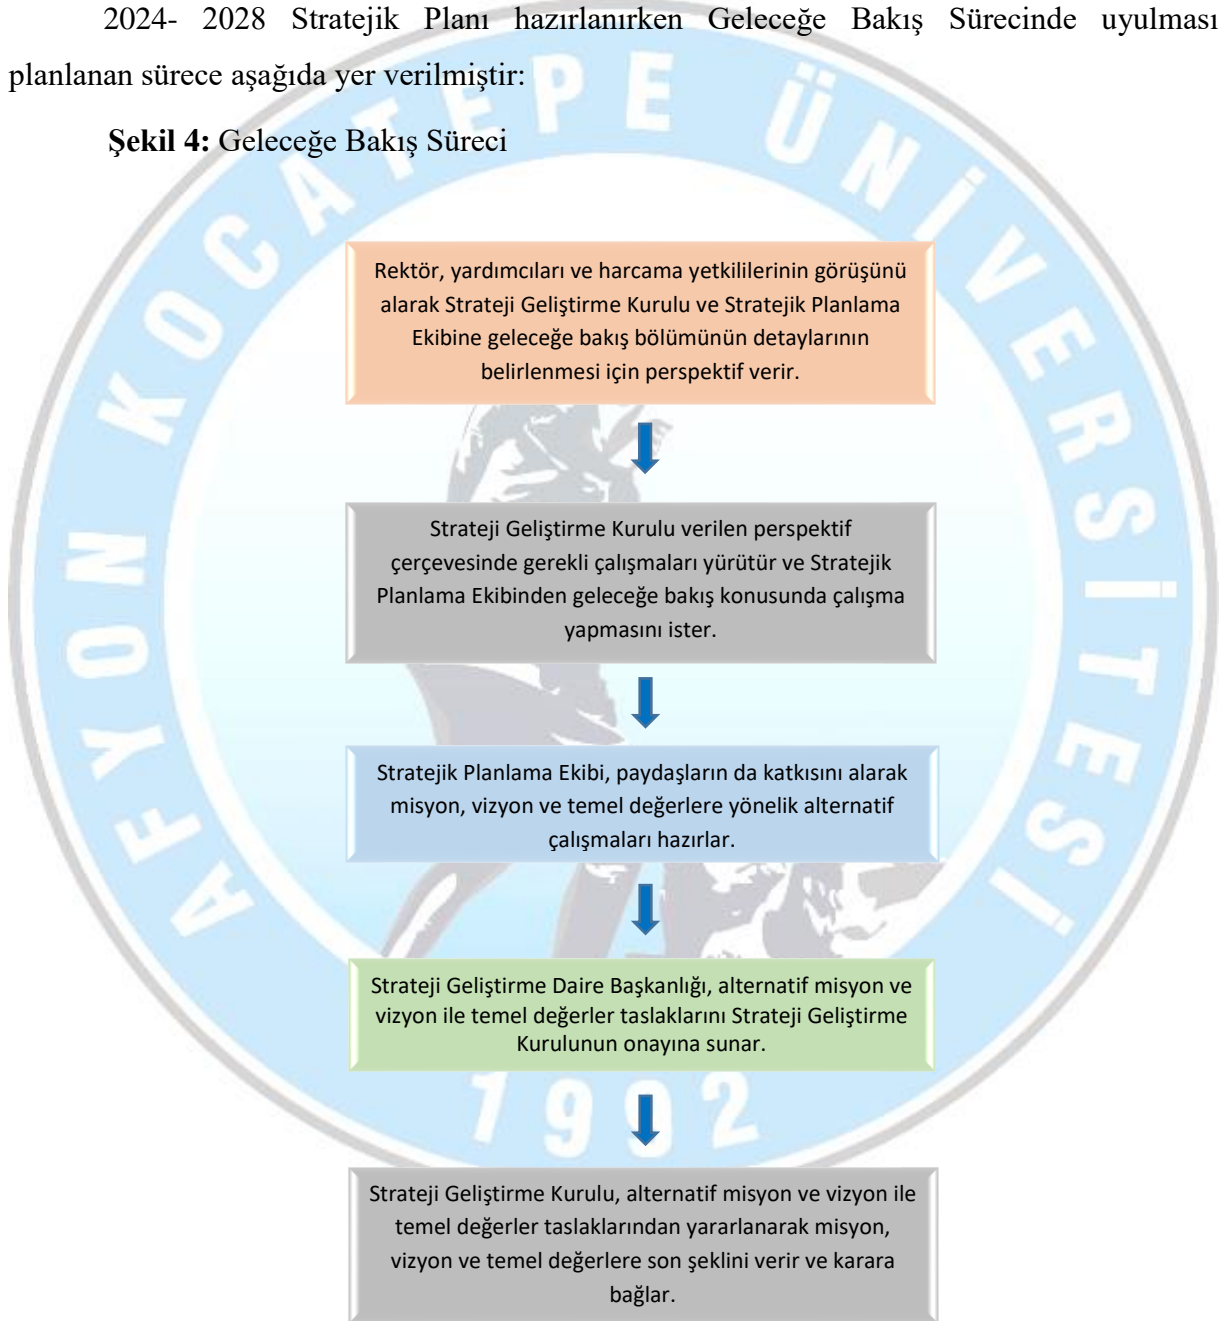 2024- 2028 Stratejik Planı hazırlanırken Geleceğe Bakış Sürecinde uyulması
planlanan sürece aşağıda yer verilmiştir:
Şekil 4: Geleceğe Bakış Süreci
AFYON KOCATEPE ÜNİVERSİTESİ
Rektör, yardımcıları ve harcama yetkililerinin görüşünü
alarak Strateji Geliştirme Kurulu ve Stratejik Planlama
Ekibine geleceğe bakış bölümünün detaylarının
belirlenmesi için perspektif verir.
Strateji Geliştirme Kurulu verilen perspektif
çerçevesinde gerekli çalışmaları yürütür ve Stratejik
Planlama Ekibinden geleceğe bakış konusunda çalışma
yapmasını ister.
Stratejik Planlama Ekibi, paydaşların da katkısını alarak
misyon, vizyon ve temel değerlere yönelik alternatif
çalışmaları hazırlar.
Strateji Geliştirme Daire Başkanlığı, alternatif misyon ve
vizyon ile temel değerler taslaklarını Strateji Geliştirme
Kurulunun onayına sunar.
1992
Strateji Geliştirme Kurulu, alternatif misyon ve vizyon ile
temel değerler taslaklarından yararlanarak misyon,
vizyon ve temel değerlere son şeklini verir ve karara
bağlar.